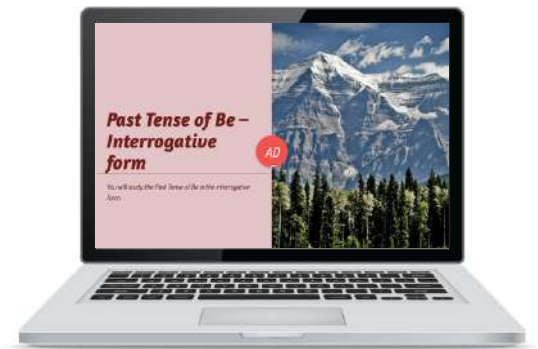 Past Tense of Be –
Interrogative
form
AD
You will study the Past Tense of Be in the interrogative
form.